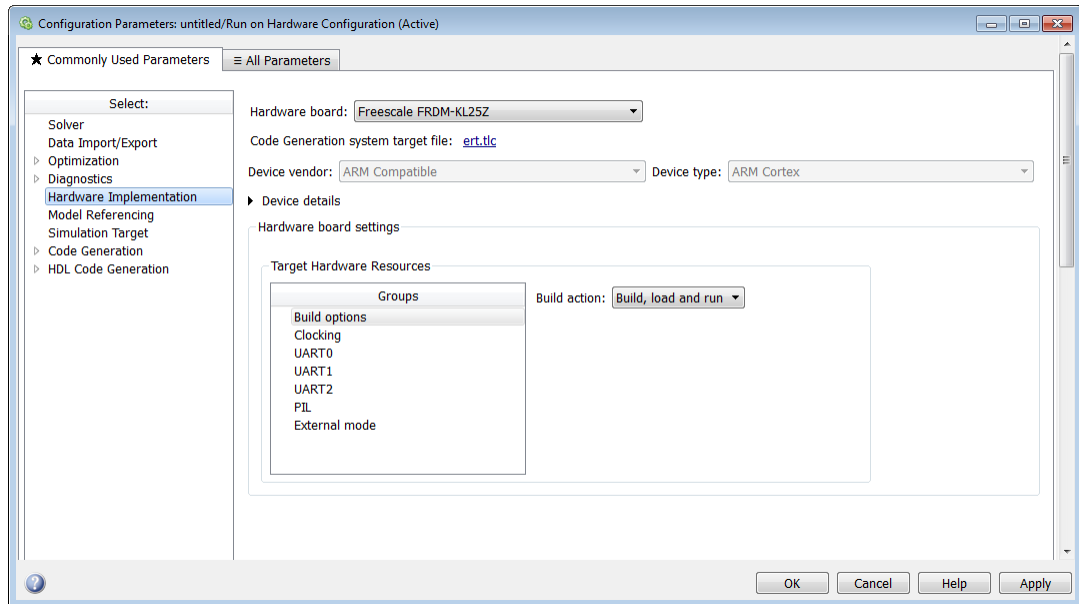 Configuration Parameters: untitled/Run on Hardware Configuration (Active)
★ Commonly Used Parameters
≡ All Parameters
Select:
Solver
Data Import/Export
Optimization
Diagnostics
Hardware Implementation
Model Referencing
Simulation Target
Code Generation
HDL Code Generation
Hardware board: Freescale FRDM-KL25Z
Code Generation system target file: ert.tlc
Device vendor: ARM Compatible Device type: ARM Cortex
Device details
Hardware board settings
Target Hardware Resources
Groups
Build options
Clocking
UART0
UART1
UART2
PIL
External mode
Build action: Build, load and run
OK Cancel Help Apply